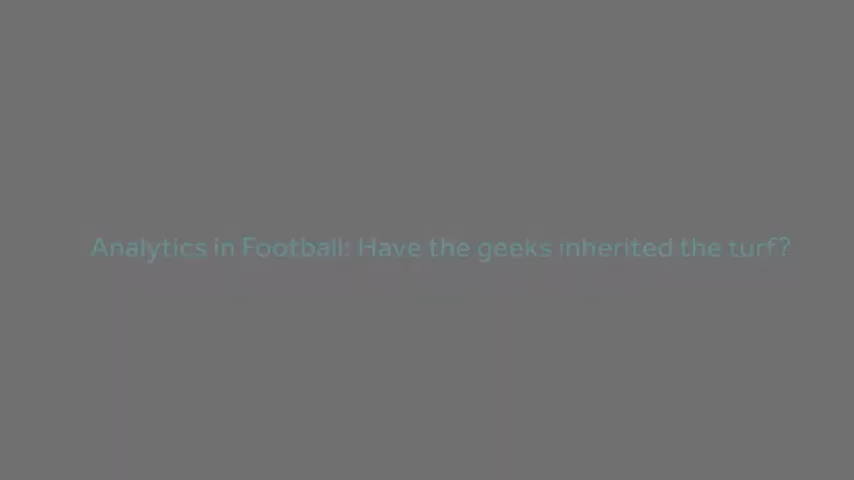 Analytics in Football: Have the geeks inherited the turf?